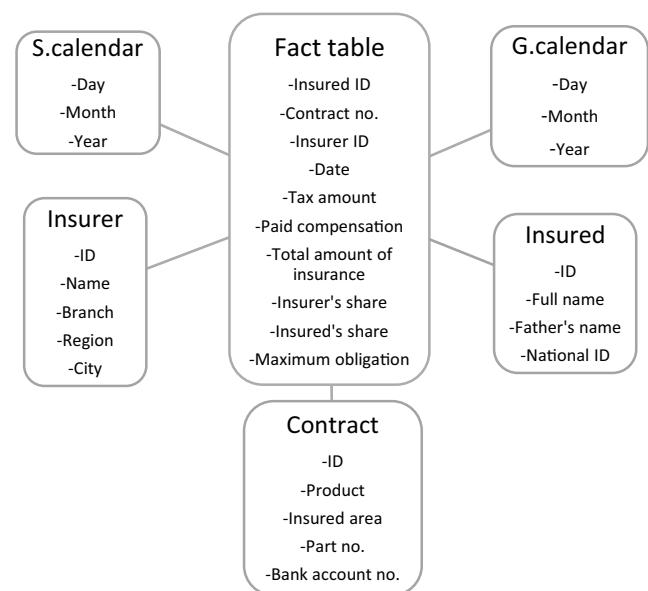 S.calendar
-Day
-Month
-Year
Fact table
-Insured ID
-Contract no.
-Insurer ID
-Date
-Tax amount
-Paid compensation
-Total amount of
insurance
-Insurer's share
-Insured's share
-Maximum obligation
G.calendar
-Day
-Month
-Year
Insurer
-ID
-Name
-Branch
-Region
-City
Insured
-ID
-Full name
-Father's name
-National ID
Contract
-ID
-Product
-Insured area
-Part no.
-Bank account no.